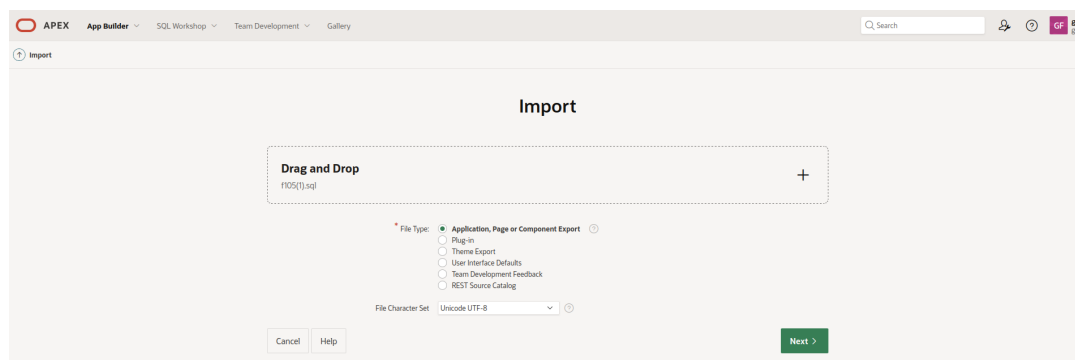 APEX App Builder SQL Workshop Team Development Gallery Search GF
Import
Import
Drag and Drop
f105(1).sql
* File Type: Application, Page or Component Export
Plug-in
Theme Export
User Interface Defaults
Team Development Feedback
REST Source Catalog
File Character Set Unicode UTF-8
Cancel Help Next >